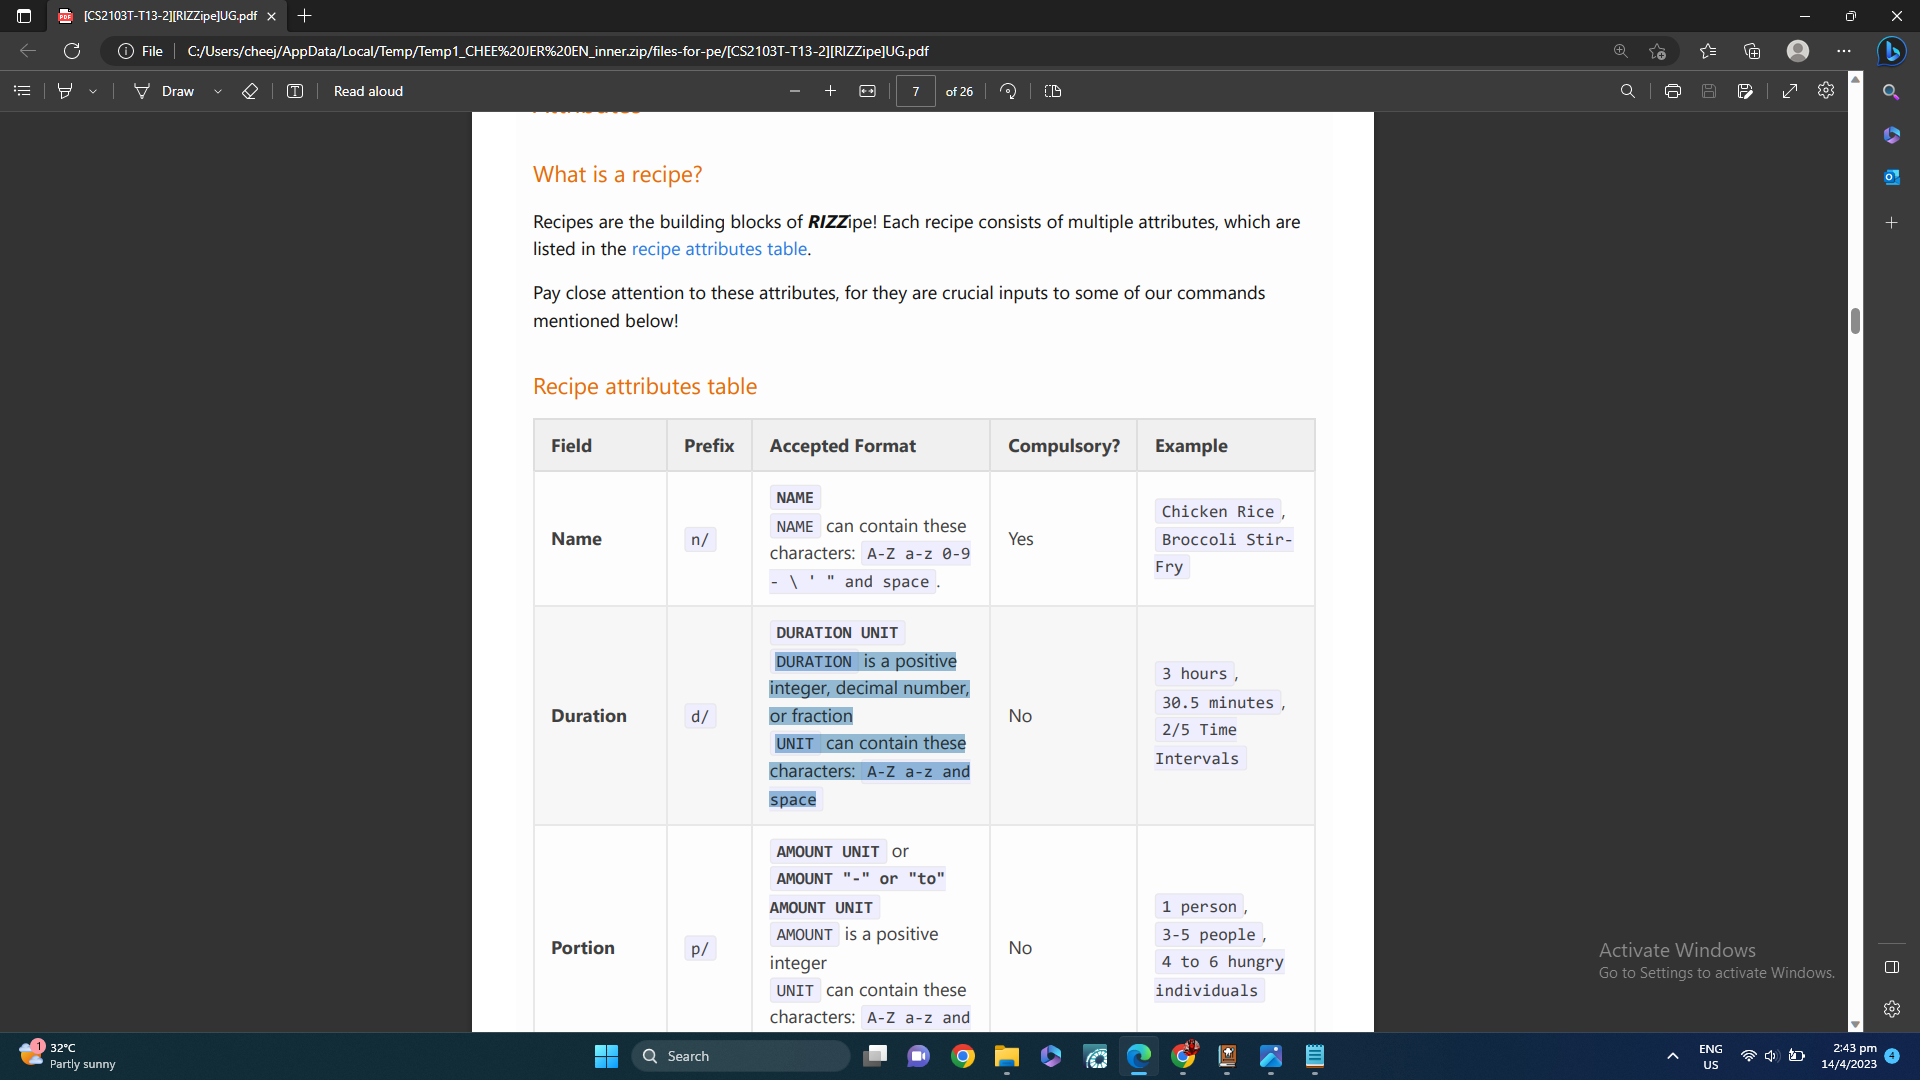 [CS2103T-T13-2][RIZZipe]UG.pdf
File
C:/Users/cheej/AppData/Local/Temp/Temp1_CHEE%20JER%20EN_inner.zip/files-for-pe/[CS2103T-T13-2][RIZZipe]UG.pdf
Draw
Read aloud
7
of 26
What is a recipe?
Recipes are the building blocks of RIZZipe! Each recipe consists of multiple attributes, which are
listed in the recipe attributes table.
Pay close attention to these attributes, for they are crucial inputs to some of our commands
mentioned below!
Recipe attributes table
Field Prefix Accepted Format Compulsory? Example
Name
n/
NAME
NAME can contain these
characters: A-Z a-z 0-9
- \ ' " and space .
Yes
Chicken Rice ,
Broccoli Stir-
Fry
Duration
d/
DURATION UNIT
DURATION is a positive
integer, decimal number,
or fraction
UNIT can contain these
characters: A-Z a-z and
space
No
3 hours ,
30.5 minutes ,
2/5 Time
Intervals
Portion
p/
AMOUNT UNIT or
AMOUNT "-" or "to"
AMOUNT UNIT
AMOUNT is a positive
integer
UNIT can contain these
characters: A-Z a-z and
No
1 person ,
3-5 people ,
4 to 6 hungry
individuals
Activate Windows
Go to Settings to activate Windows.
1
32°C
Partly sunny
Search
ENG
US
2:43 pm
14/4/2023
4